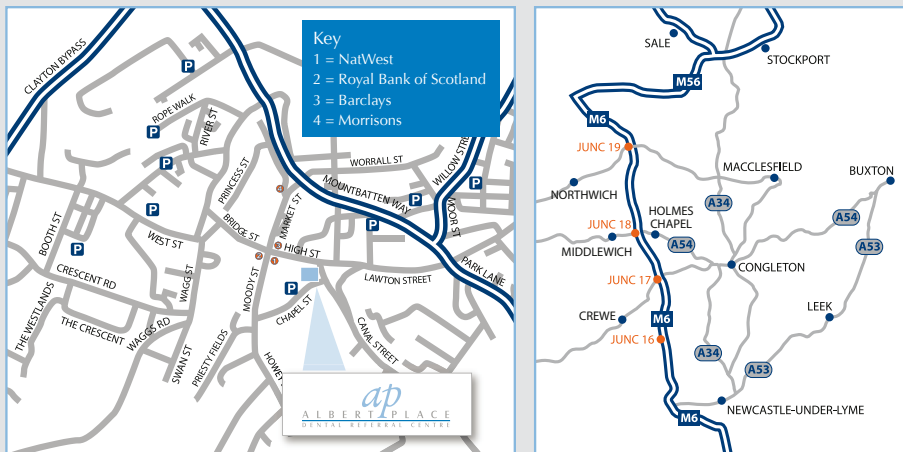 Key
1 = NatWest
2 = Royal Bank of Scotland
3 = Barclays
4 = Morrisons
CLAYTON BYPASS
P
ROPE WALK
RIVER ST
P
P
WORRALL ST
WILLOW STREET
PRINCESS ST
MOUNTBATTEN WAY
P
P
MARKET ST
MOOR ST
P
BRIDGE ST
P
BOOTH ST
WEST ST
P
3
HIGH ST
2
1
PARK LANE
CRESCENT RD
WAGG ST
MOODY ST
LAWTON STREET
P
CHAPEL ST
THE WESTLANDS
THE CRESCENT
WAGGS RD
CANAL STREET
SWAN ST
PRIESTY FIELDS
HOWEY
ap
ALBERT PLACE
DENTAL REFERRAL CENTRE
SALE
STOCKPORT
M56
M6
JUNC 19
MACCLESFIELD
BUXTON
NORTHWICH
A34
JUNC 18
HOLMES
CHAPEL
A54
MIDDLEWICH
A54
A53
CONGLETON
JUNC 17
LEEK
CREWE
M6
JUNC 16
A34
A53
NEWCASTLE-UNDER-LYME
M6